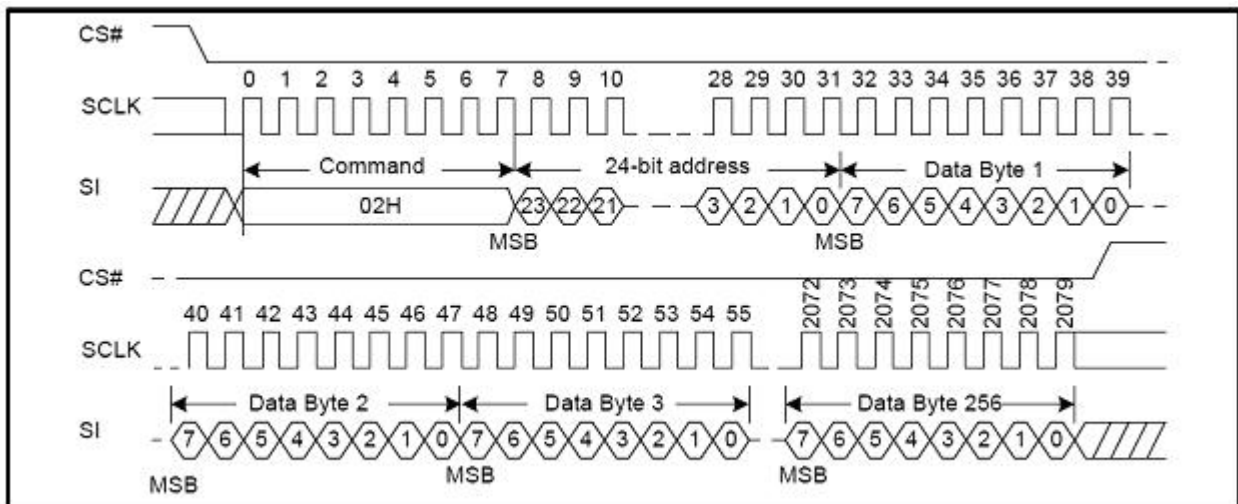 CS#
0 1 2 3 4 5 6 7 8 9 10 28 29 30 31 32 33 34 35 36 37 38 39
SCLK
Command 24-bit address Data Byte 1
SI
02H 23 22 21 3 2 1 0 7 6 5 4 3 2 1 0
MSB MSB
CS#
40 41 42 43 44 45 46 47 48 49 50 51 52 53 54 55 2072 2073 2074 2075 2076 2077 2078 2079
SCLK
Data Byte 2 Data Byte 3 Data Byte 256
SI 7 6 5 4 3 2 1 0 7 6 5 4 3 2 1 0 7 6 5 4 3 2 1 0
MSB MSB MSB